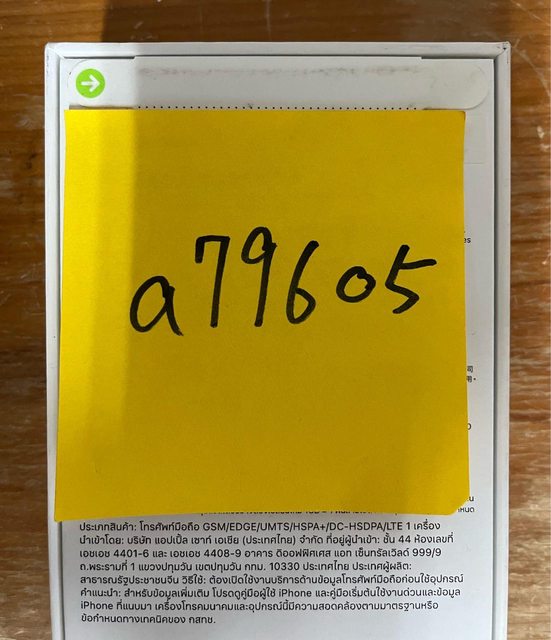 a79605
ประเภทสินค้า: โทรศัพท์มือถือ GSM/EDGE/UMTS/HSPA+/DC-HSDPA/LTE 1 เครื่อง
นำเข้าโดย: บริษัท แอปเปิ้ล เซาท์ เอเชีย (ประเทศไทย) จำกัด ที่อยู่ผู้นำเข้า: ชั้น 44 ห้องเลขที่
เอชเอช 4401-6 และ เอชเอช 4408-9 อาคาร ดิออฟฟิศเศส แอท เซ็นทรัลเวิลด์ 999/9
ถ.พระรามที่ 1 แขวงปทุมวัน เขตปทุมวัน กทม. 10330 ประเทศไทย ประเทศผู้ผลิต:
สาธารณรัฐประชาชนจีน วิธีใช้: ต้องเปิดใช้งานบริการด้านข้อมูลโทรศัพท์มือถือก่อนใช้อุปกรณ์
คำแนะนำ: สำหรับข้อมูลเพิ่มเติม โปรดดูคู่มือผู้ใช้ iPhone และคู่มือเริ่มต้นใช้งานด่วนและข้อมูล
iPhone ที่แนบมา เครื่องโทรคมนาคมและอุปกรณ์นี้มีความสอดคล้องตามมาตรฐานหรือ
ข้อกำหนดทางเทคนิคของ กสทช.